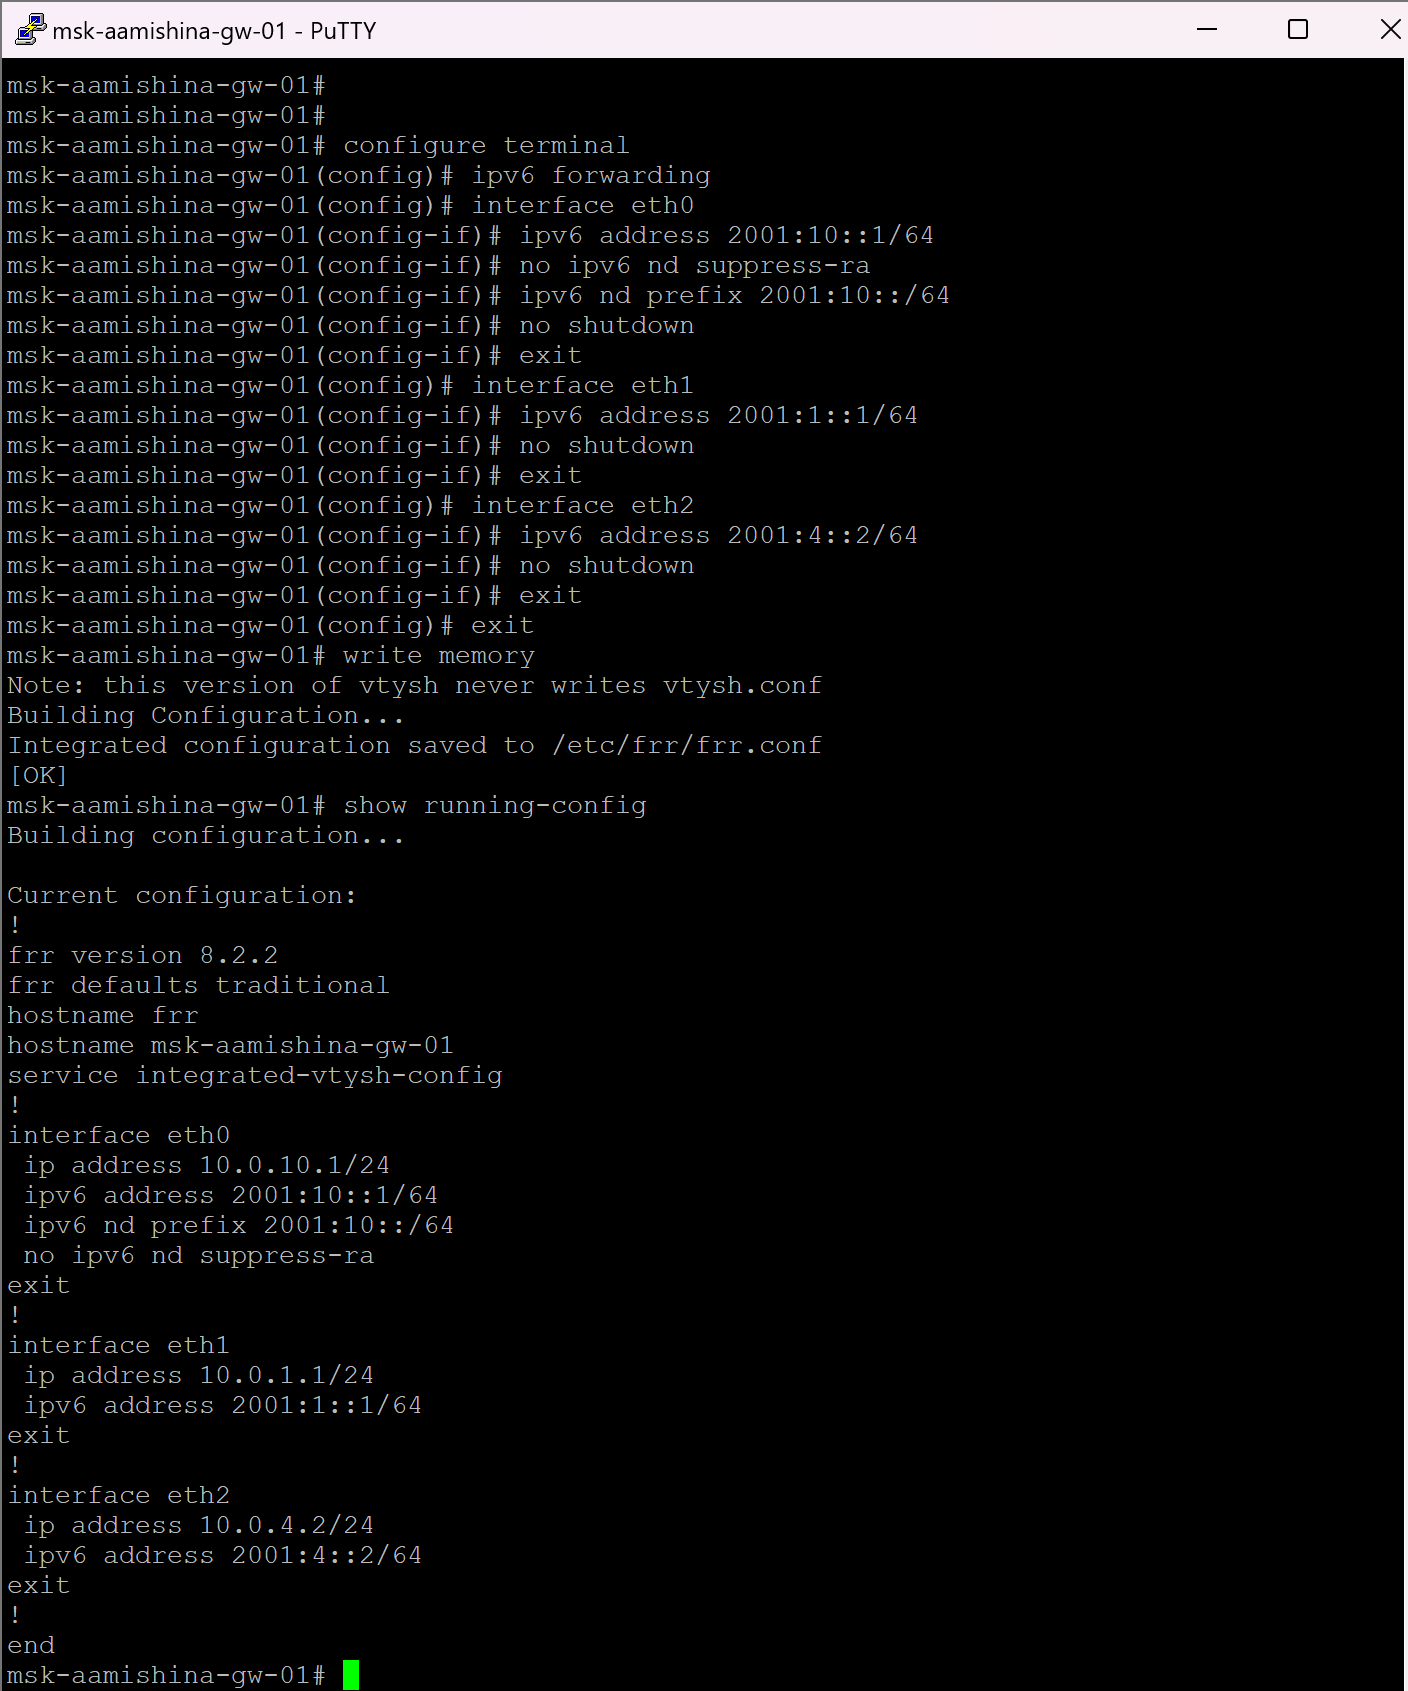 msk-aamishina-gw-01 - PuTTY
msk-aamishina-gw-01#
msk-aamishina-gw-01#
msk-aamishina-gw-01# configure terminal
msk-aamishina-gw-01(config)# ipv6 forwarding
msk-aamishina-gw-01(config)# interface eth0
msk-aamishina-gw-01(config-if)# ipv6 address 2001:10::1/64
msk-aamishina-gw-01(config-if)# no ipv6 nd suppress-ra
msk-aamishina-gw-01(config-if)# ipv6 nd prefix 2001:10::/64
msk-aamishina-gw-01(config-if)# no shutdown
msk-aamishina-gw-01(config-if)# exit
msk-aamishina-gw-01(config)# interface eth1
msk-aamishina-gw-01(config-if)# ipv6 address 2001:1::1/64
msk-aamishina-gw-01(config-if)# no shutdown
msk-aamishina-gw-01(config-if)# exit
msk-aamishina-gw-01(config)# interface eth2
msk-aamishina-gw-01(config-if)# ipv6 address 2001:4::2/64
msk-aamishina-gw-01(config-if)# no shutdown
msk-aamishina-gw-01(config-if)# exit
msk-aamishina-gw-01(config)# exit
msk-aamishina-gw-01# write memory
Note: this version of vtysh never writes vtysh.conf
Building Configuration...
Integrated configuration saved to /etc/frr/frr.conf
[OK]
msk-aamishina-gw-01# show running-config
Building configuration...

Current configuration:
!
frr version 8.2.2
frr defaults traditional
hostname frr
hostname msk-aamishina-gw-01
service integrated-vtysh-config
!
interface eth0
 ip address 10.0.10.1/24
 ipv6 address 2001:10::1/64
 ipv6 nd prefix 2001:10::/64
 no ipv6 nd suppress-ra
exit
!
interface eth1
 ip address 10.0.1.1/24
 ipv6 address 2001:1::1/64
exit
!
interface eth2
 ip address 10.0.4.2/24
 ipv6 address 2001:4::2/64
exit
!
end
msk-aamishina-gw-01#